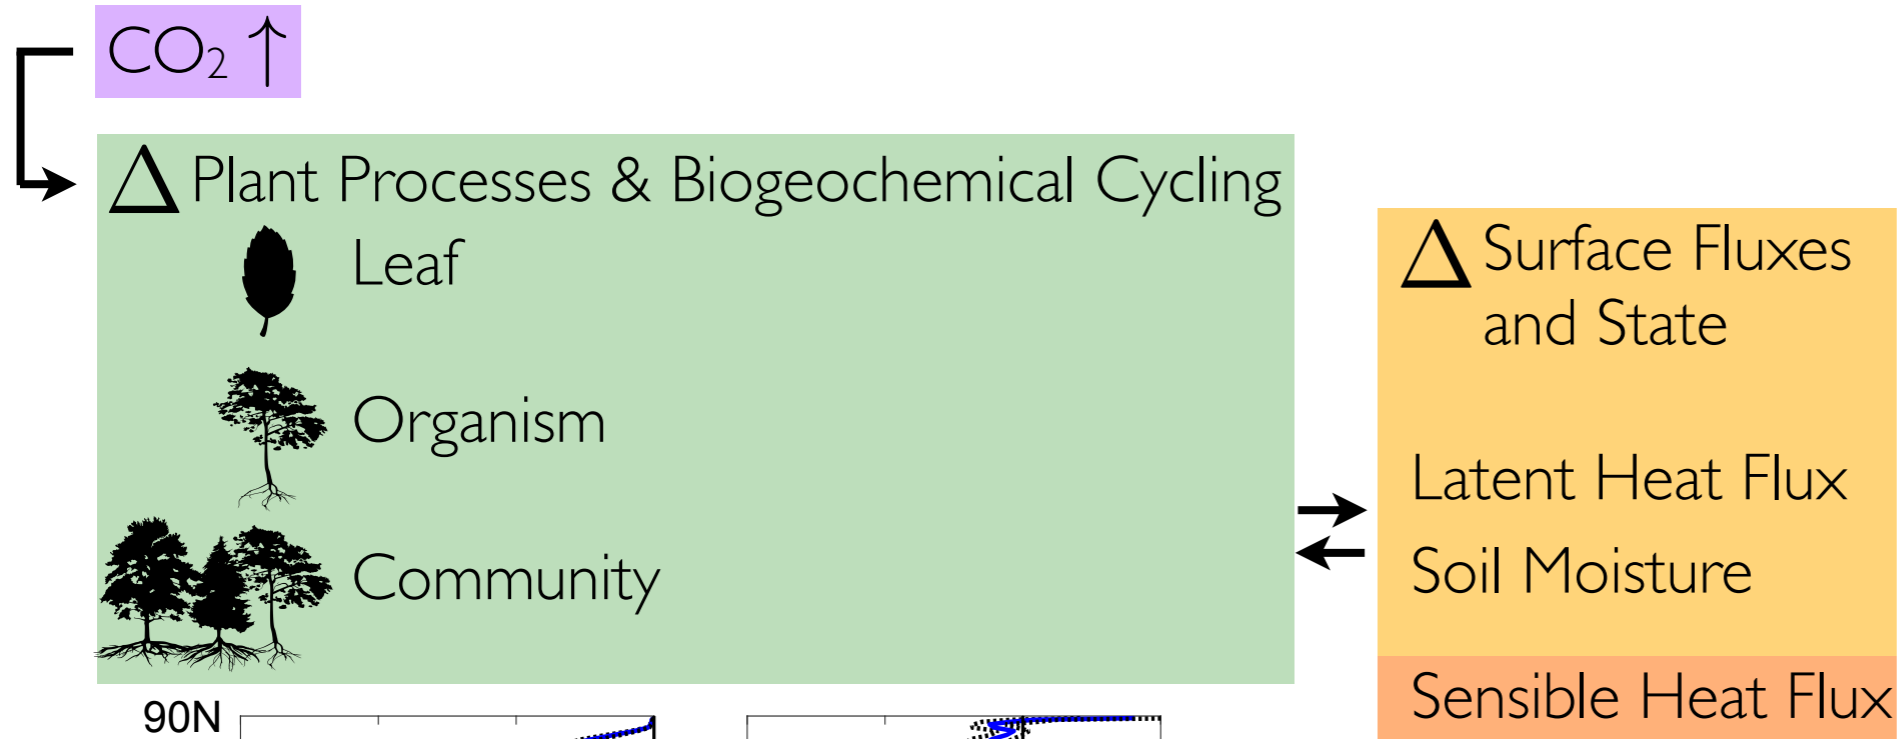 CO₂ ↑
Δ Plant Processes & Biogeochemical Cycling
Leaf
Organism
Community
Δ Surface Fluxes
and State
Latent Heat Flux
Soil Moisture
Sensible Heat Flux
90N